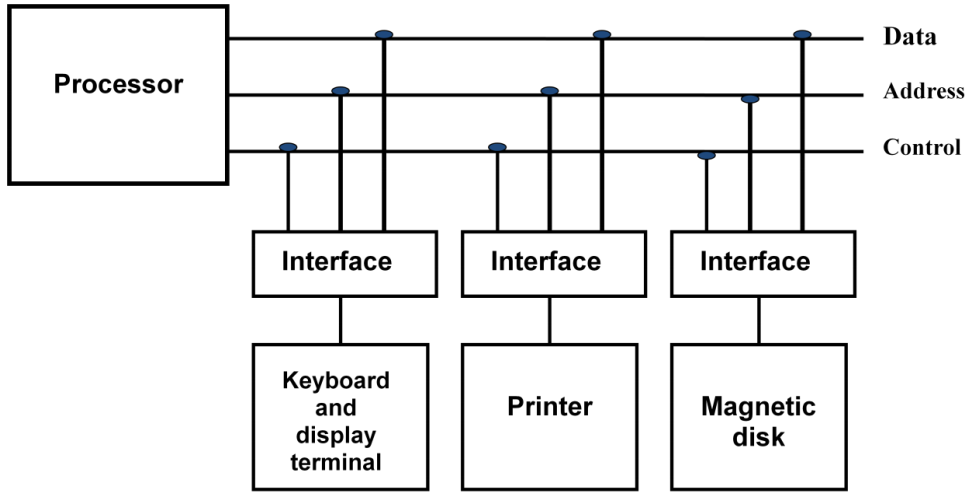 Processor
Data
Address
Control
Interface
Interface
Interface
Keyboard
and
display
terminal
Printer
Magnetic
disk